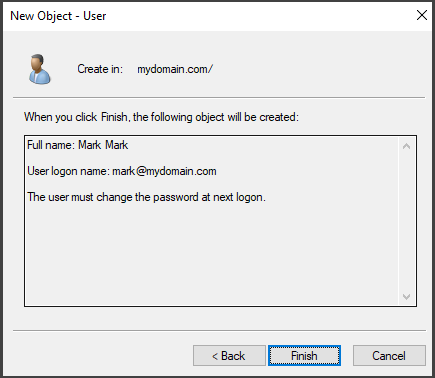 New Object - User
Create in: mydomain.com/
When you click Finish, the following object will be created:
Full name: Mark Mark
User logon name: mark@mydomain.com
The user must change the password at next logon.
< Back Finish Cancel